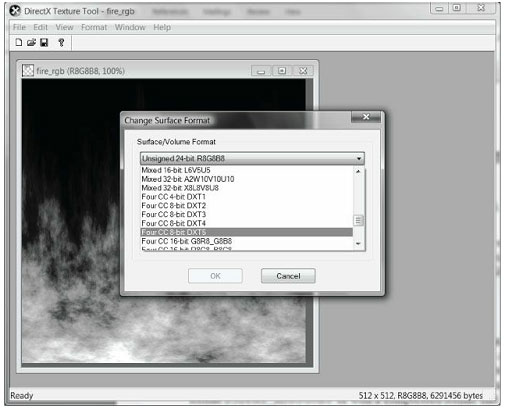 DirectX Texture Tool - fire_rgb
File Edit View Format Window Help
fire_rgb (R8G8B8, 100%)
Change Surface Format
Surface/Volume Format
Unsigned 24-bit: R8G8B8
Mixed 16-bit: L6V5U5
Mixed 32-bit: A2W10V10U10
Mixed 32-bit: X8L8V8U8
Four CC 4-bit: DXT1
Four CC 8-bit: DXT2
Four CC 8-bit: DXT3
Four CC 8-bit: DXT4
Four CC 8-bit: DXT5
Four CC 16-bit: G8R8_G8B8
OK Cancel
Ready 512 x 512, R8G8B8, 6291456 bytes